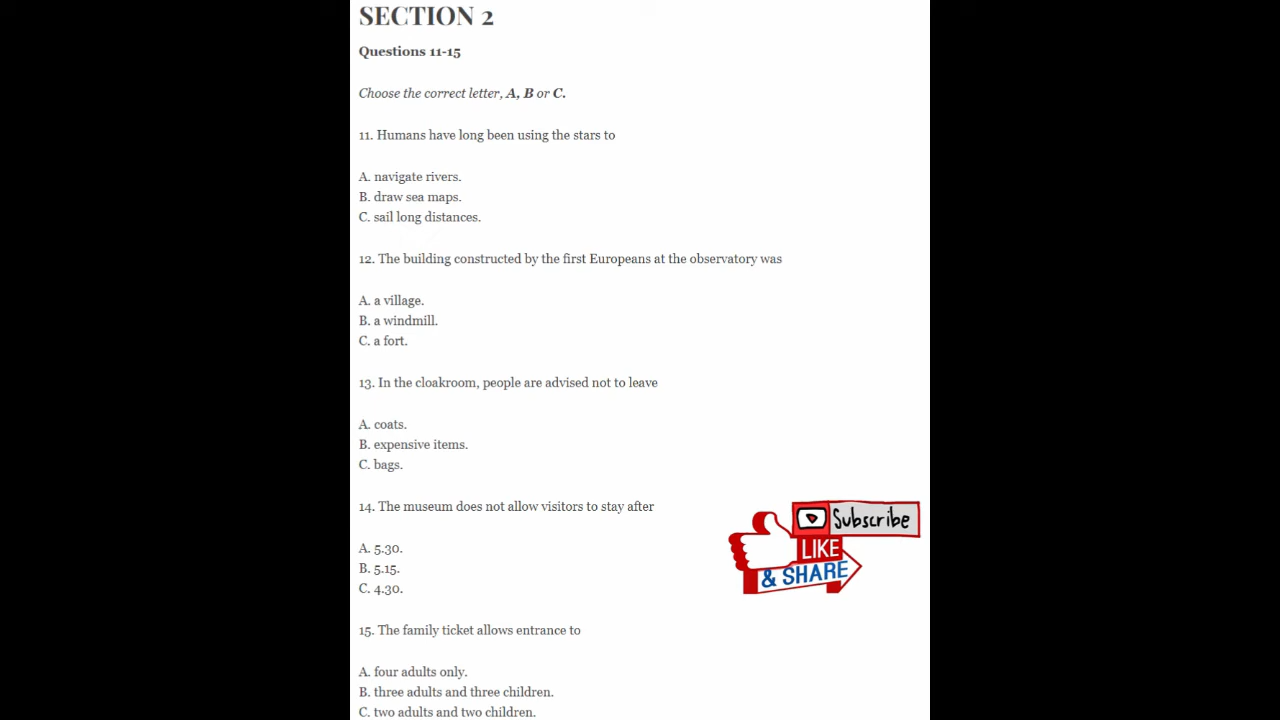 SECTION 2
Questions 11-15
Choose the correct letter, A, B or C.
11. Humans have long been using the stars to
A. navigate rivers.
B. draw sea maps.
C. sail long distances.
12. The building constructed by the first Europeans at the observatory was
A. a village.
B. a windmill.
C. a fort.
13. In the cloakroom, people are advised not to leave
A. coats.
B. expensive items.
C. bags.
14. The museum does not allow visitors to stay after
A. 5.30.
B. 5.15.
C. 4.30.
Subscribe
LIKE
& SHARE
15. The family ticket allows entrance to
A. four adults only.
B. three adults and three children.
C. two adults and two children.